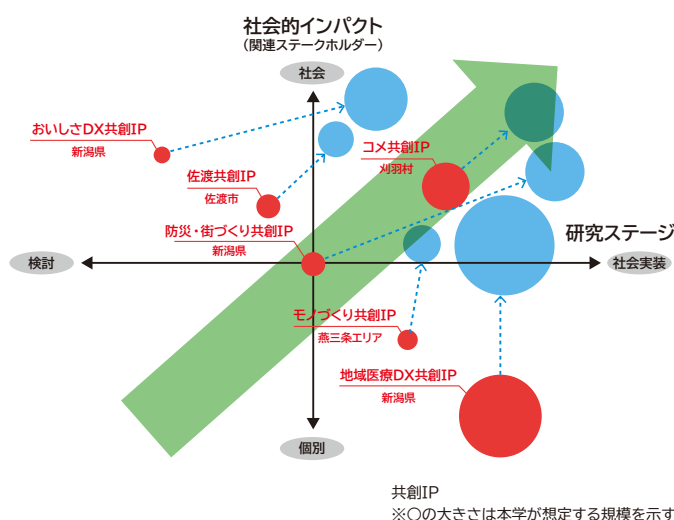 社会的インパクト
(関連ステークホルダー)
社会
おいしさDX共創IP
新潟県
佐渡共創IP
佐渡市
コメ共創IP
刈羽村
防災・街づくり共創IP
新潟県
研究ステージ
検討
社会実装
モノづくり共創IP
燕三条エリア
地域医療DX共創IP
新潟県
個別
共創IP
※〇の大きさは本学が想定する規模を示す